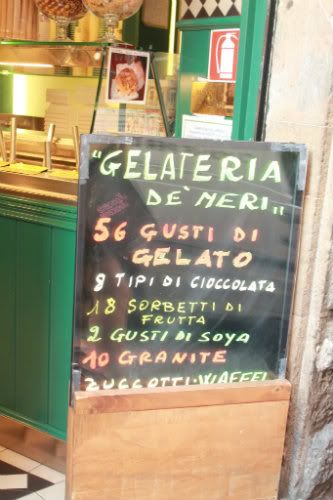 "GELATERIA
DE' NERI"
56 GUSTI DI
GELATO
8 TIPI DI CIOCCOLATA
18 SORBETTI DI
FRUTTA
2 GUSTI DI SOYA
10 GRANITE
ZUCCOTTI·WAFFEL